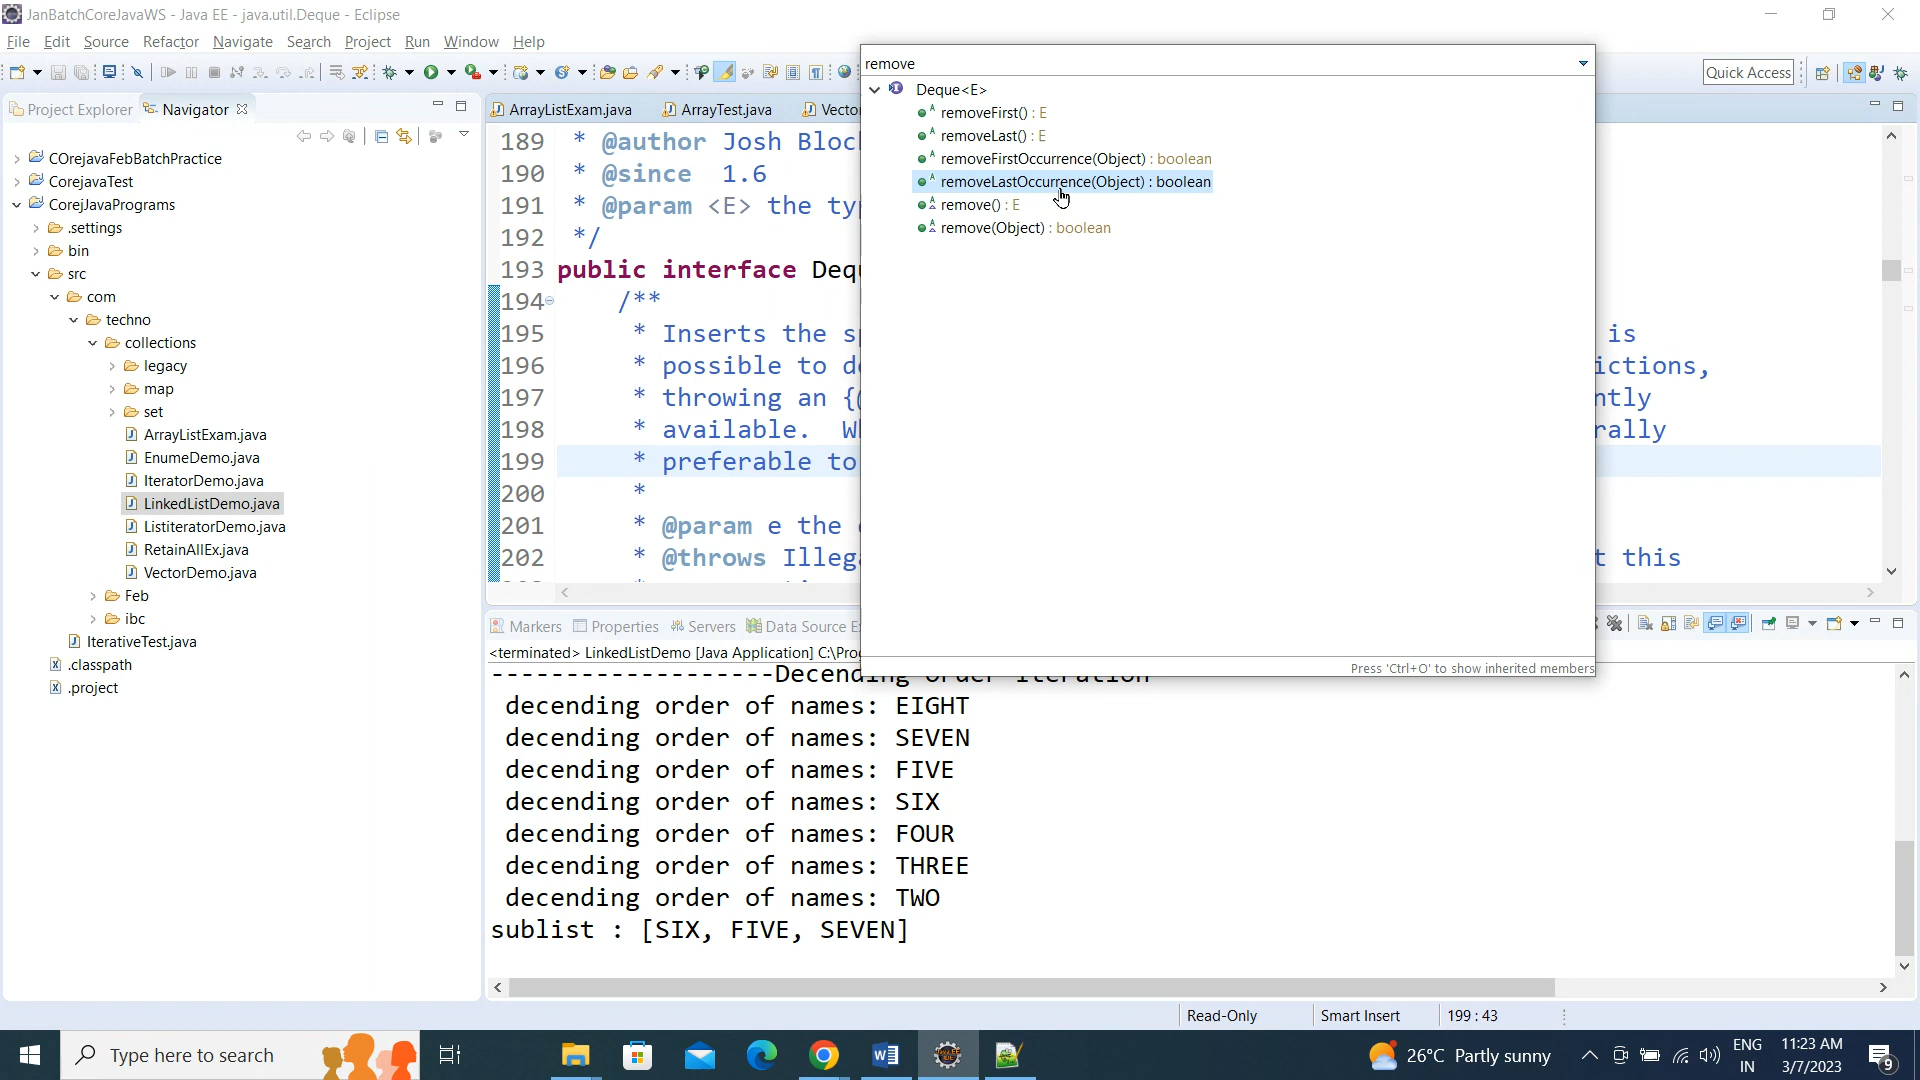 JanBatchCoreJavaWS - Java EE - java.util.Deque - Eclipse
File Edit Source Refactor Navigate Search Project Run Window Help
Quick Access
remove
Deque<E>
removeFirst() : E
removeLast() : E
removeFirstOccurrence(Object) : boolean
removeLastOccurrence(Object) : boolean
remove() : E
remove(Object) : boolean
Press 'Ctrl+O' to show inherited members
Project Explorer Navigator
COrejavaFebBatchPractice
CorejavaTest
CorejJavaPrograms
.settings
bin
src
com
techno
collections
legacy
map
set
ArrayListExam.java
EnumeDemo.java
IteratorDemo.java
LinkedListDemo.java
ListiteratorDemo.java
RetainAllEx.java
VectorDemo.java
Feb
ibc
IterativeTest.java
.classpath
.project
ArrayListExam.java ArrayTest.java Vecto
189 * @author Josh Bloc
190 * @since 1.6
191 * @param <E> the ty
192 */
193 public interface Deq
194 /**
195 * Inserts the s is
196 * possible to d ictions,
197 * throwing an { ntly
198 * available. W rally
199 * preferable to
200 *
201 * @param e the
202 * @throws Illeg t this
Markers Properties Servers Data Source E
<terminated> LinkedListDemo [Java Application] C:\Pro
-------------------Decending order iteration
decending order of names: EIGHT
decending order of names: SEVEN
decending order of names: FIVE
decending order of names: SIX
decending order of names: FOUR
decending order of names: THREE
decending order of names: TWO
sublist : [SIX, FIVE, SEVEN]
Read-Only Smart Insert 199 : 43
Type here to search
26°C Partly sunny
ENG
IN
11:23 AM
3/7/2023
9